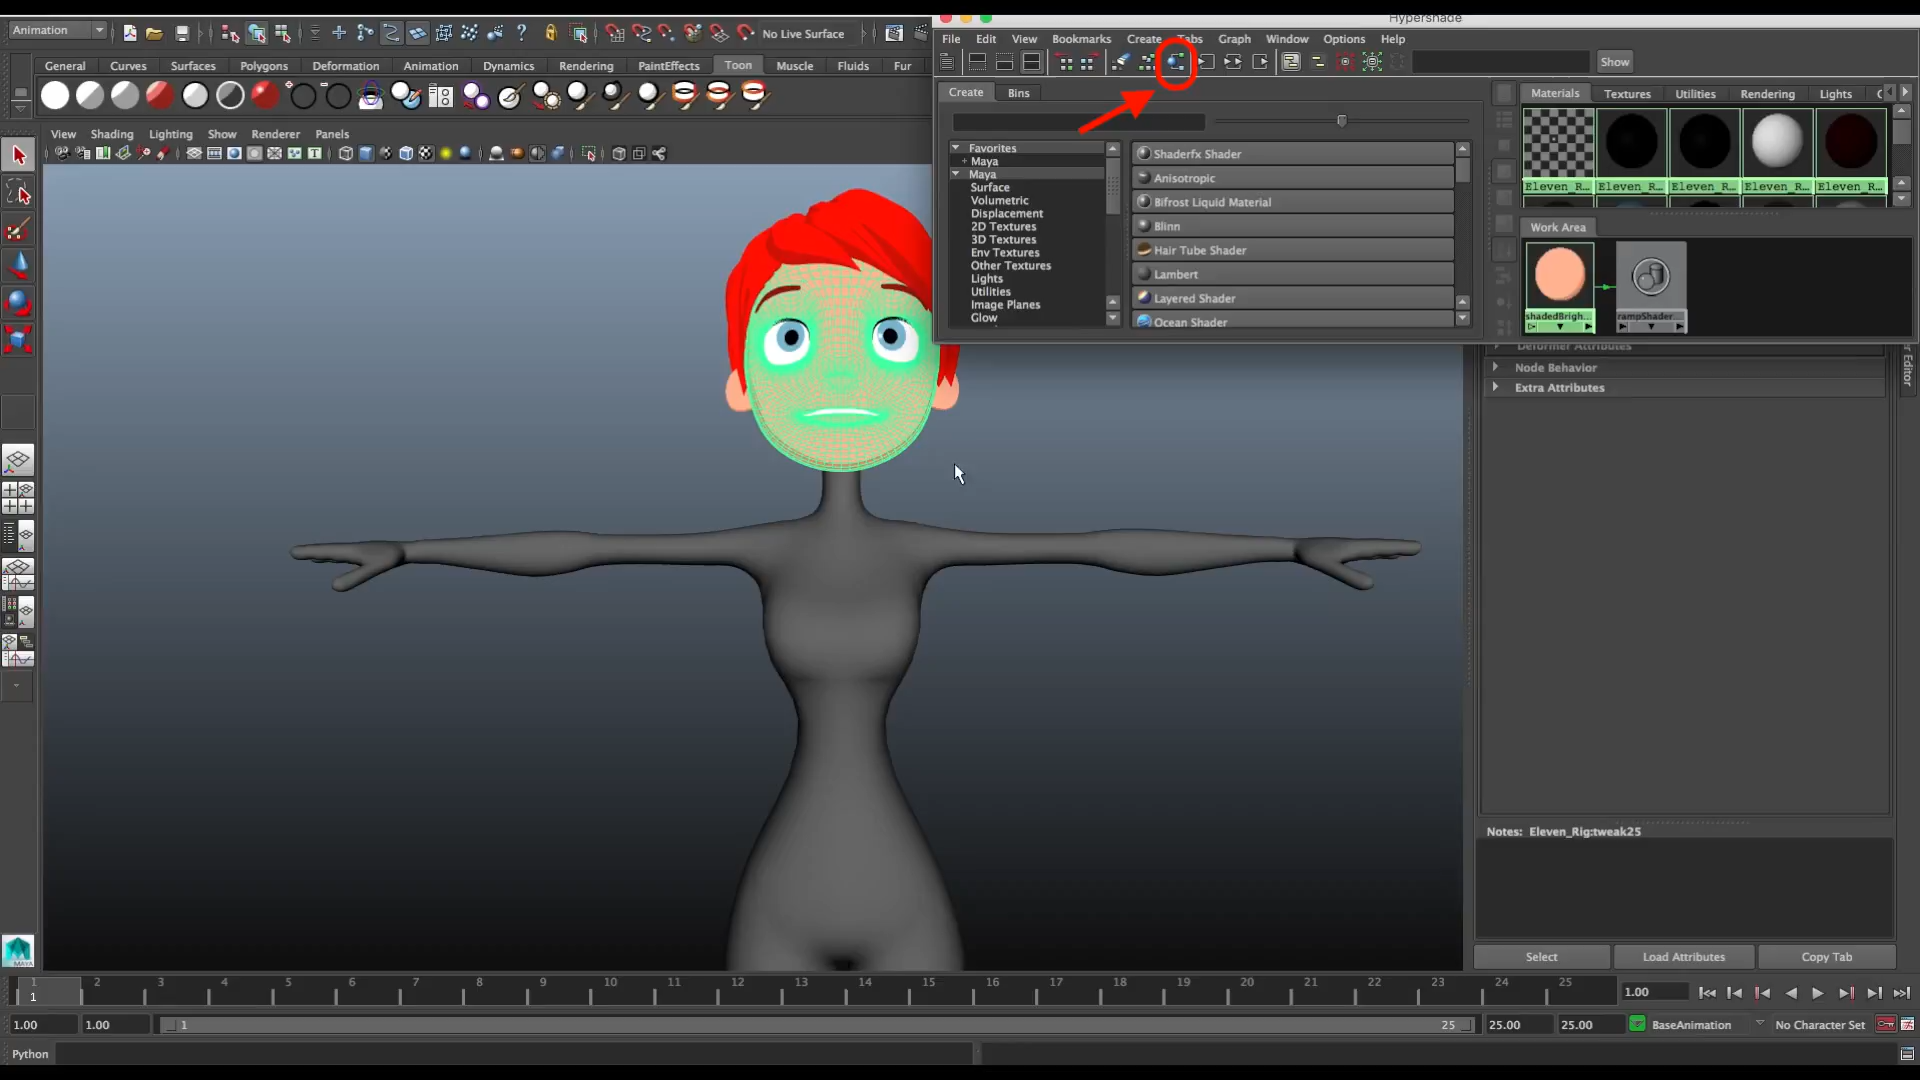 Hypershade
Animation
No Live Surface
File Edit View Bookmarks Create Tabs Graph Window Options Help
Show
General Curves Surfaces Polygons Deformation Animation Dynamics Rendering PaintEffects Toon Muscle Fluids Fur
Create Bins
Materials Textures Utilities Rendering Lights
View Shading Lighting Show Renderer Panels
Favorites
+ Maya
Maya
Surface
Volumetric
Displacement
2D Textures
3D Textures
Env Textures
Other Textures
Lights
Utilities
Image Planes
Glow
Shaderfx Shader
Anisotropic
Bifrost Liquid Material
Blinn
Hair Tube Shader
Lambert
Layered Shader
Ocean Shader
Eleven_R... Eleven_R... Eleven_R... Eleven_R... Eleven_R...
Work Area
shadedBrigh... rampShader...
Deformer Attributes
Node Behavior
Extra Attributes
Notes: Eleven_Rig:tweak25
Select Load Attributes Copy Tab
MAYA
1 2 3 4 5 6 7 8 9 10 11 12 13 14 15 16 17 18 19 20 21 22 23 24 25
1
1.00
1.00 1.00 1 25 25.00 25.00 BaseAnimation No Character Set
Python